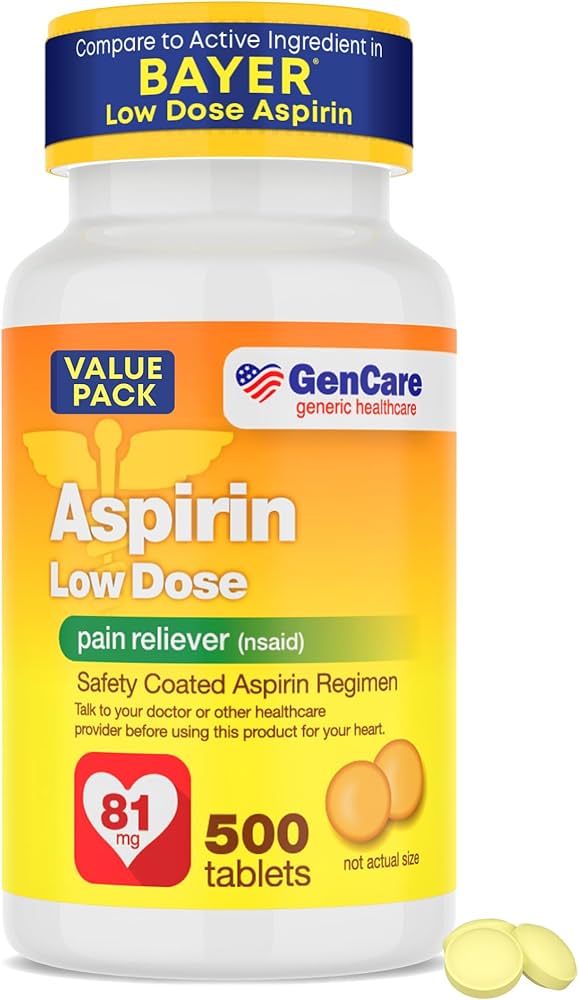 Compare to Active Ingredient in
BAYER®
Low Dose Aspirin
VALUE
PACK
GenCare
generic healthcare
Aspirin
Low Dose
pain reliever (nsaid)
Safety Coated Aspirin Regimen
Talk to your doctor or other healthcare
provider before using this product for your heart.
81
mg
500
tablets
not actual size